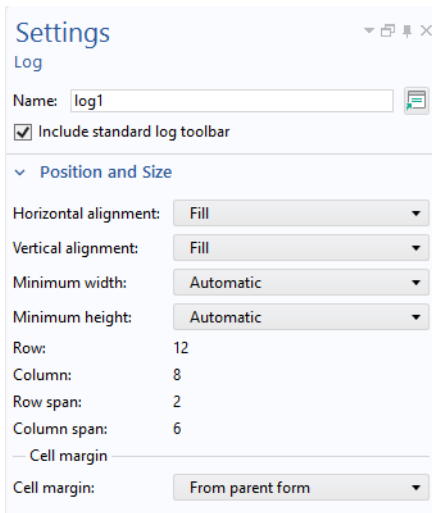 Settings
Log
Name: log1
Include standard log toolbar
Position and Size
Horizontal alignment: Fill
Vertical alignment: Fill
Minimum width: Automatic
Minimum height: Automatic
Row: 12
Column: 8
Row span: 2
Column span: 6
Cell margin
Cell margin: From parent form